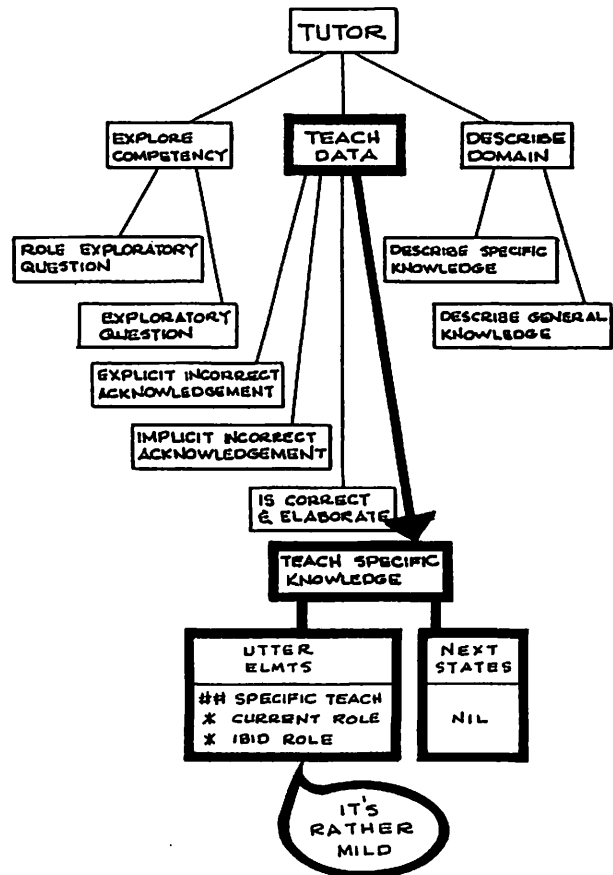 TUTOR
EXPLORE
COMPETENCY
TEACH
DATA
DESCRIBE
DOMAIN
ROLE EXPLORATORY
QUESTION
DESCRIBE SPECIFIC
KNOWLEDGE
EXPLORATORY
QUESTION
DESCRIBE GENERAL
KNOWLEDGE
EXPLICIT INCORRECT
ACKNOWLEDGEMENT
IMPLICIT INCORRECT
ACKNOWLEDGEMENT
IS CORRECT
& ELABORATE
TEACH SPECIFIC
KNOWLEDGE
UTTER
ELMTS
## SPECIFIC TEACH
* CURRENT ROLE
* IBID ROLE
NEXT
STATES
NIL
IT'S
RATHER
MILD